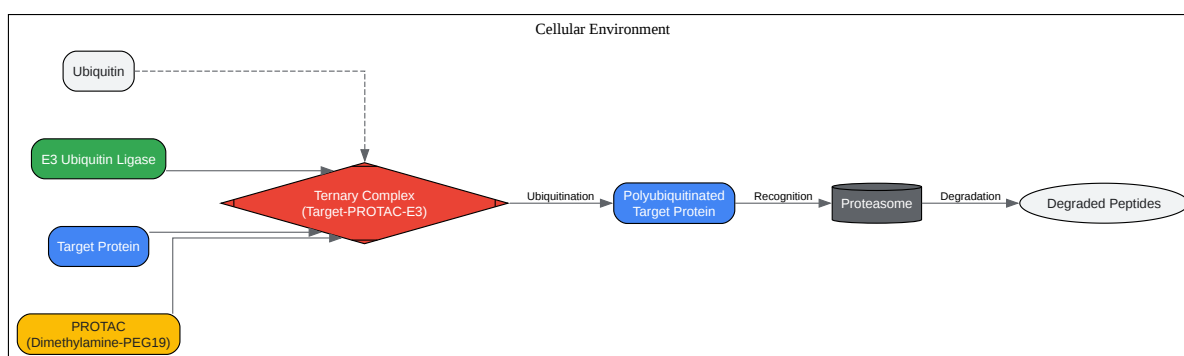 Cellular Environment
Ubiquitin
E3 Ubiquitin Ligase
Target Protein
PROTAC
(Dimethylamine-PEG19)
Ternary Complex
(Target-PROTAC-E3)
Ubiquitination
Polyubiquitinated
Target Protein
Recognition
Proteasome
Degradation
Degraded Peptides